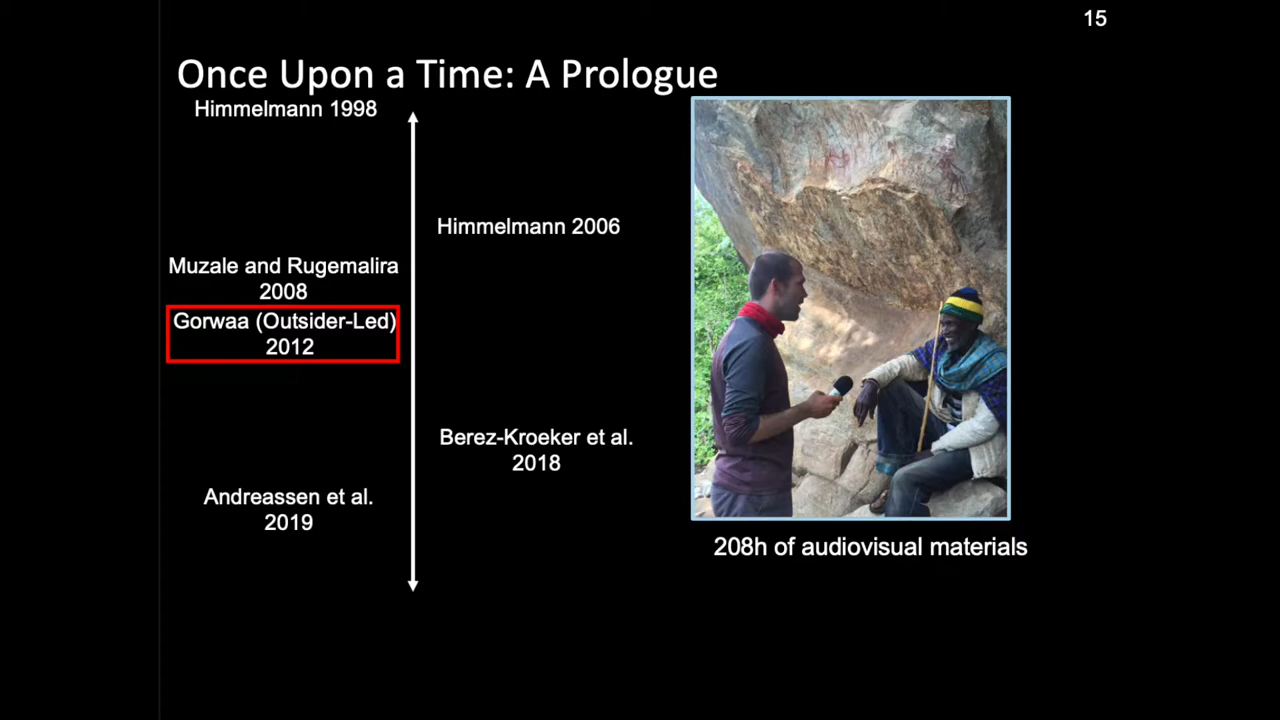 15
Once Upon a Time: A Prologue
Himmelmann 1998
Himmelmann 2006
Muzale and Rugemalira
2008
Gorwaa (Outsider-Led)
2012
Berez-Kroeker et al.
2018
Andreassen et al.
2019
208h of audiovisual materials